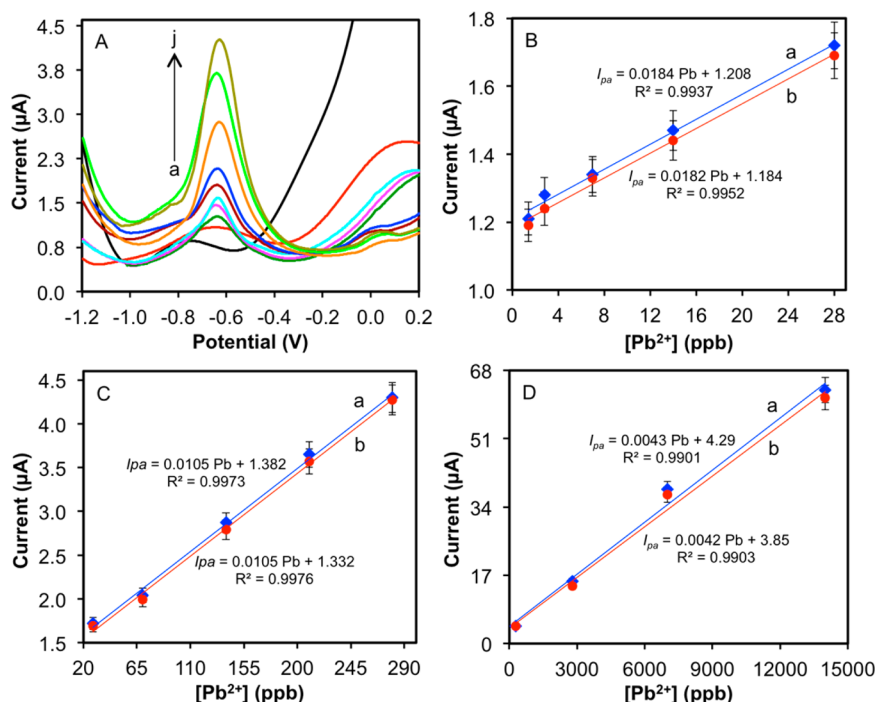 A
j
a
4.5
3.8
3.0
2.3
1.5
0.8
0.0
Current (µA)
-1.2 -1.0 -0.8 -0.6 -0.4 -0.2 0.0 0.2
Potential (V)
B
a
b
1.8
1.6
1.4
1.2
1.0
Current (µA)
Ipa = 0.0184 Pb + 1.208
R² = 0.9937
Ipa = 0.0182 Pb + 1.184
R² = 0.9952
0 4 8 12 16 20 24 28
[Pb2+] (ppb)
C
a
b
4.5
4.0
3.5
3.0
2.5
2.0
1.5
Current (µA)
Ipa = 0.0105 Pb + 1.382
R² = 0.9973
Ipa = 0.0105 Pb + 1.332
R² = 0.9976
20 65 110 155 200 245 290
[Pb2+] (ppb)
D
a
b
68
51
34
17
0
Current (µA)
Ipa = 0.0043 Pb + 4.29
R² = 0.9901
Ipa = 0.0042 Pb + 3.85
R² = 0.9903
0 3000 6000 9000 12000 15000
[Pb2+] (ppb)